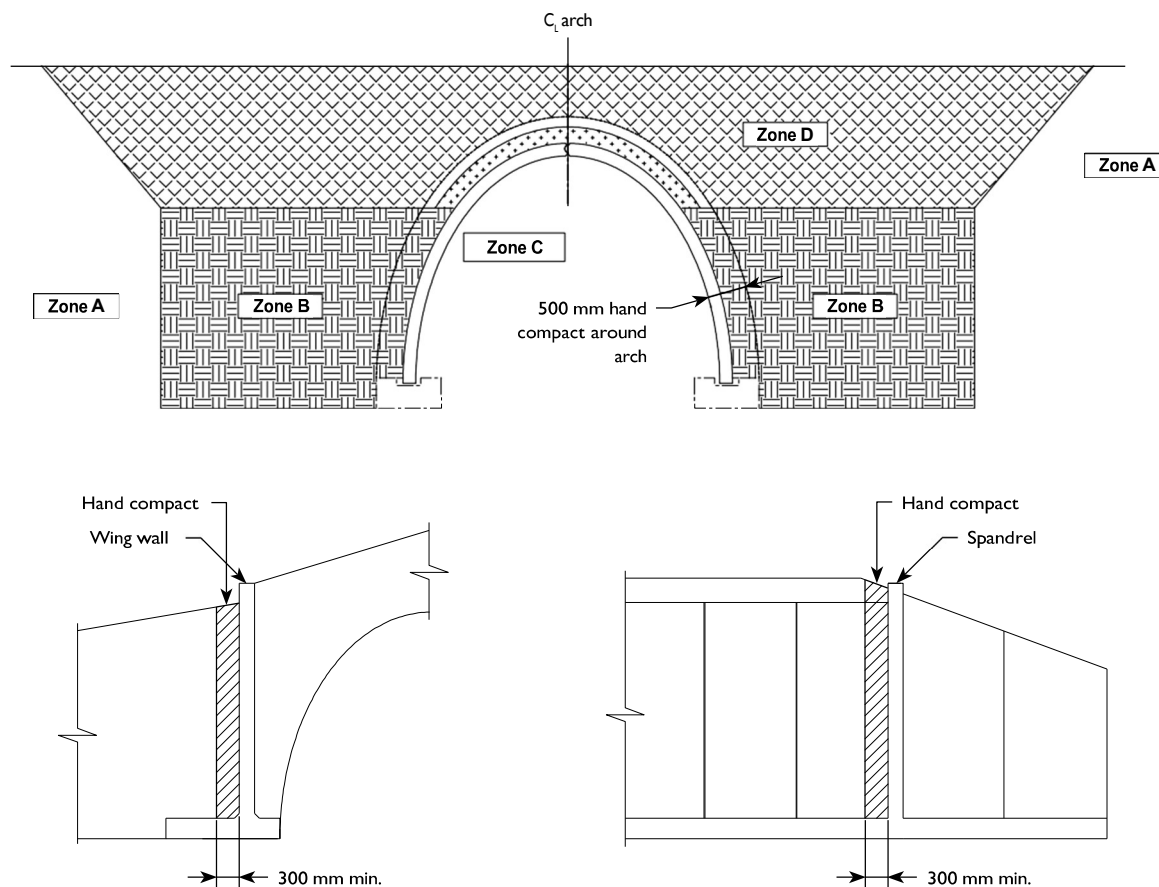 CL arch
Zone D
Zone A
Zone C
Zone A
Zone B
500 mm hand
compact around
arch
Zone B
Hand compact
Wing wall
300 mm min.
Hand compact
Spandrel
300 mm min.